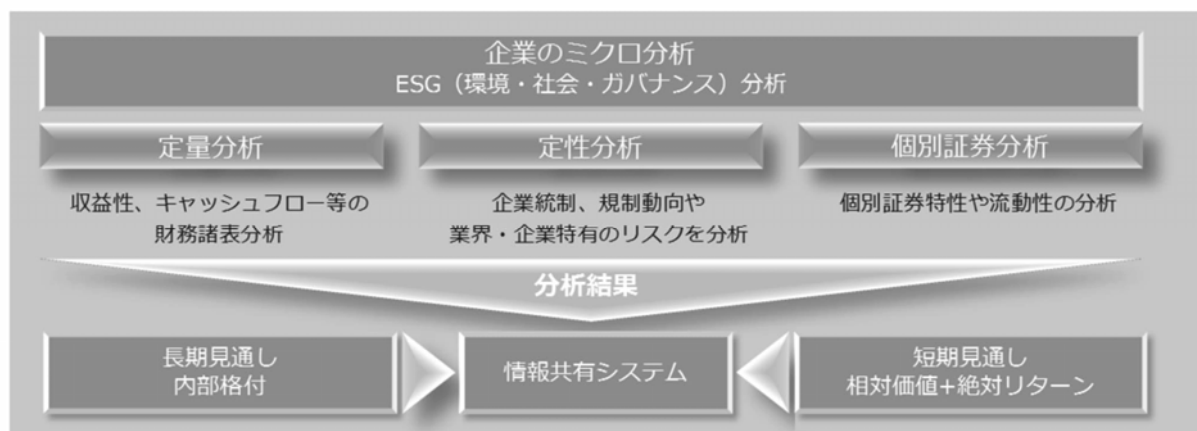 企業のミクロ分析
ESG（環境・社会・ガバナンス）分析
定量分析
収益性、キャッシュフロー等の
財務諸表分析
定性分析
企業統制、規制動向や
業界・企業特有のリスクを分析
個別証券分析
個別証券特性や流動性の分析
分析結果
長期見通し
内部格付
情報共有システム
短期見通し
相対価値+絶対リターン